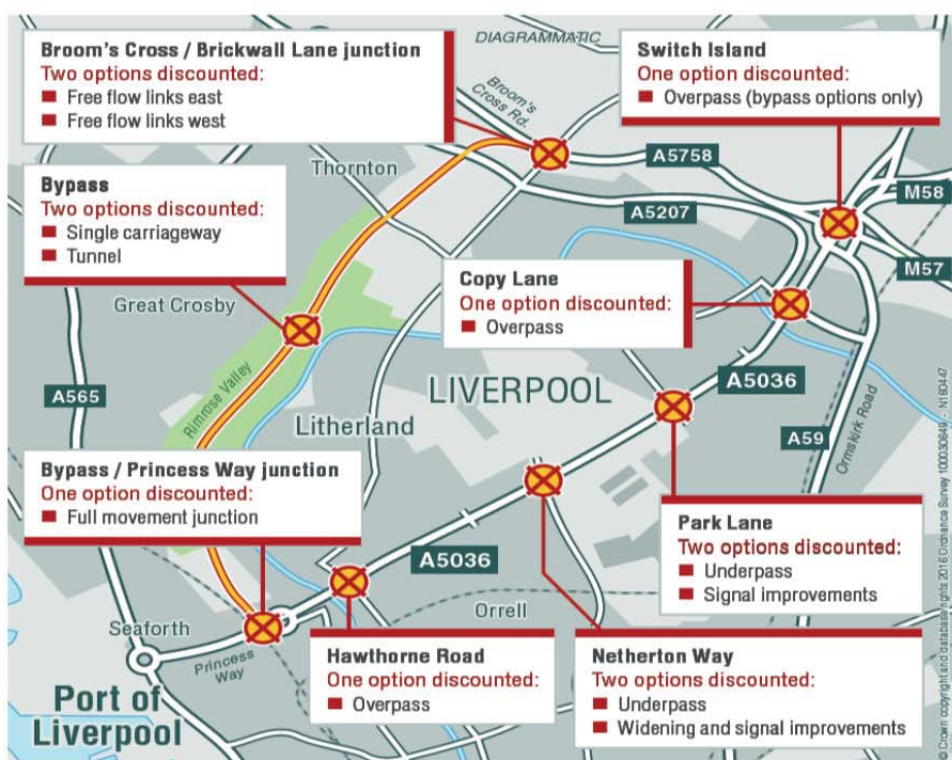 DIAGRAMMATIC
Broom's Cross / Brickwall Lane junction
Two options discounted:
Free flow links east
Free flow links west
Switch Island
One option discounted:
Overpass (bypass options only)
Broom's
Cross Rd.
Thornton
A5758
M58
A5207
M57
Bypass
Two options discounted:
Single carriageway
Tunnel
Great Crosby
Copy Lane
One option discounted:
Overpass
A565
Rimrose Valley
LIVERPOOL
Litherland
A5036
A59
Ormskirk Road
Bypass / Princess Way junction
One option discounted:
Full movement junction
Park Lane
Two options discounted:
Underpass
Signal improvements
A5036
Orrell
Seaforth
Princess
Way
Port of
Liverpool
Hawthorne Road
One option discounted:
Overpass
Netherton Way
Two options discounted:
Underpass
Widening and signal improvements
© Crown copyright and database rights 2016 Ordnance Survey 100030649 - N160147